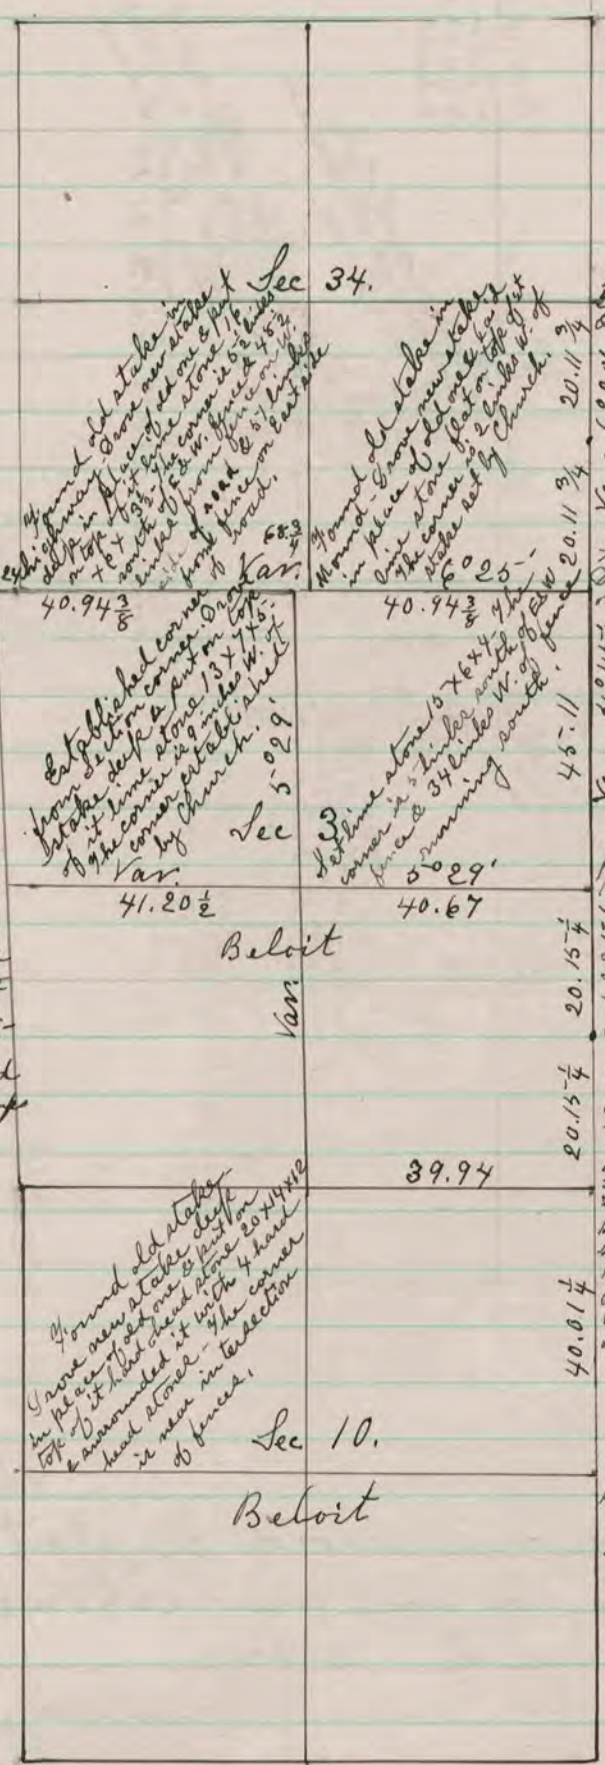 Sec 34.
Found old stake in
highway - Drove new stake
deep in place of old one & put
on top of it lime stone 16
x 6 x 3½. The corner is 52 links
south of E & W. fence & 45½
links from fence on W.
side of road & 57 links
from fence on East side
of road.
68¾
Var.
Found old stake in
Mound - Drove new stake
in place of old one &
lime stone flat on top of it
The corner is 2 links W. of
stake set by Church.
6° 25
20.11 3/4
20.11 3/4
40.94 3/8
40.94 3/8
Established corner
from Section corner. Drove
stake deep & put on top
of it lime stone 13 x 7 x 5.
The corner is 9 inches W. of
corner established
by Church.
Var.
5° 29'
Sec 3
Set lime stone 15 x 6 x 4. The
corner is 5 links south of E & W
fence & 34 links W. of fence
running south.
5° 29'
45.11
41.20 ½
40.67
Beloit
Var.
20.15 ¼
20.15 ¼
39.94
Found old stake -
Drove new stake deep
in place of old one & put on
top of it hard head stone 20x14x12
& surrounded it with 4 hard
head stones - The corner
is near intersection
of fences.
40.01 ¼
Sec 10.
Beloit